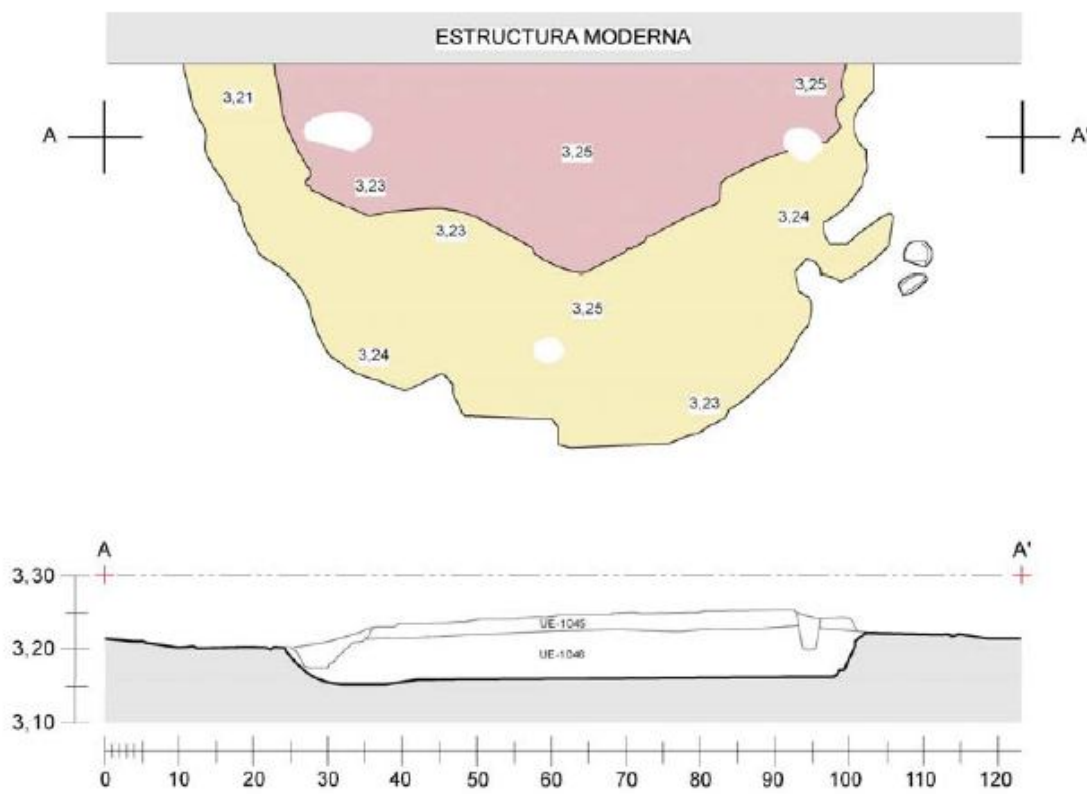 ESTRUCTURA MODERNA
3,21
3,25
A
A'
3,25
3,23
3,24
3,23
3,25
3,24
3,23
A
A'
3,30
UE-1045
3,20
UE-1046
3,10
0 10 20 30 40 50 60 70 80 90 100 110 120